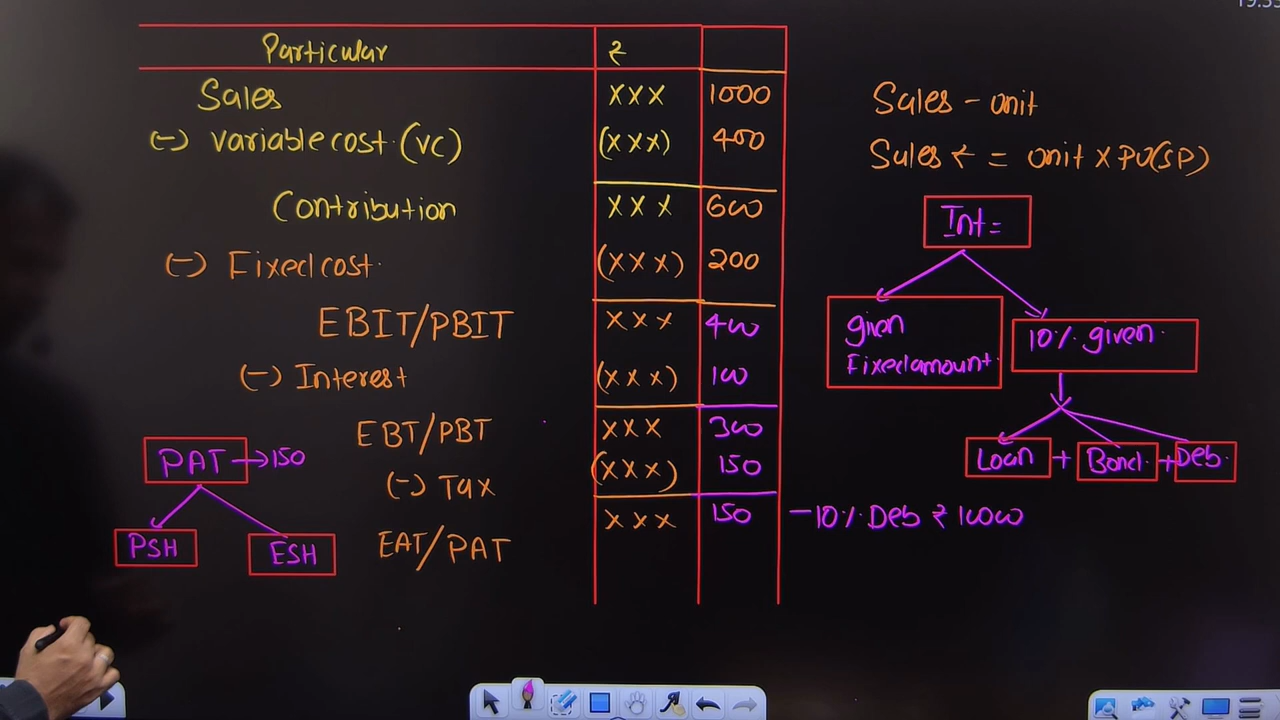 19:33
Particular ₹
Sales XXX 1000
(-) Variable cost (VC) (XXX) 400
Contribution XXX 600
(-) Fixed cost (XXX) 200
EBIT/PBIT XXX 400
(-) Interest (XXX) 100
EBT/PBT XXX 300
(-) Tax (XXX) 150
EAT/PAT XXX 150 - 10% Deb ₹ 1000
Sales - unit
Sales ₹ = unit X PU(SP)
Int =
given
Fixed amount
10% given
Loan + Bond + Deb.
PAT → 150
PSH ESH